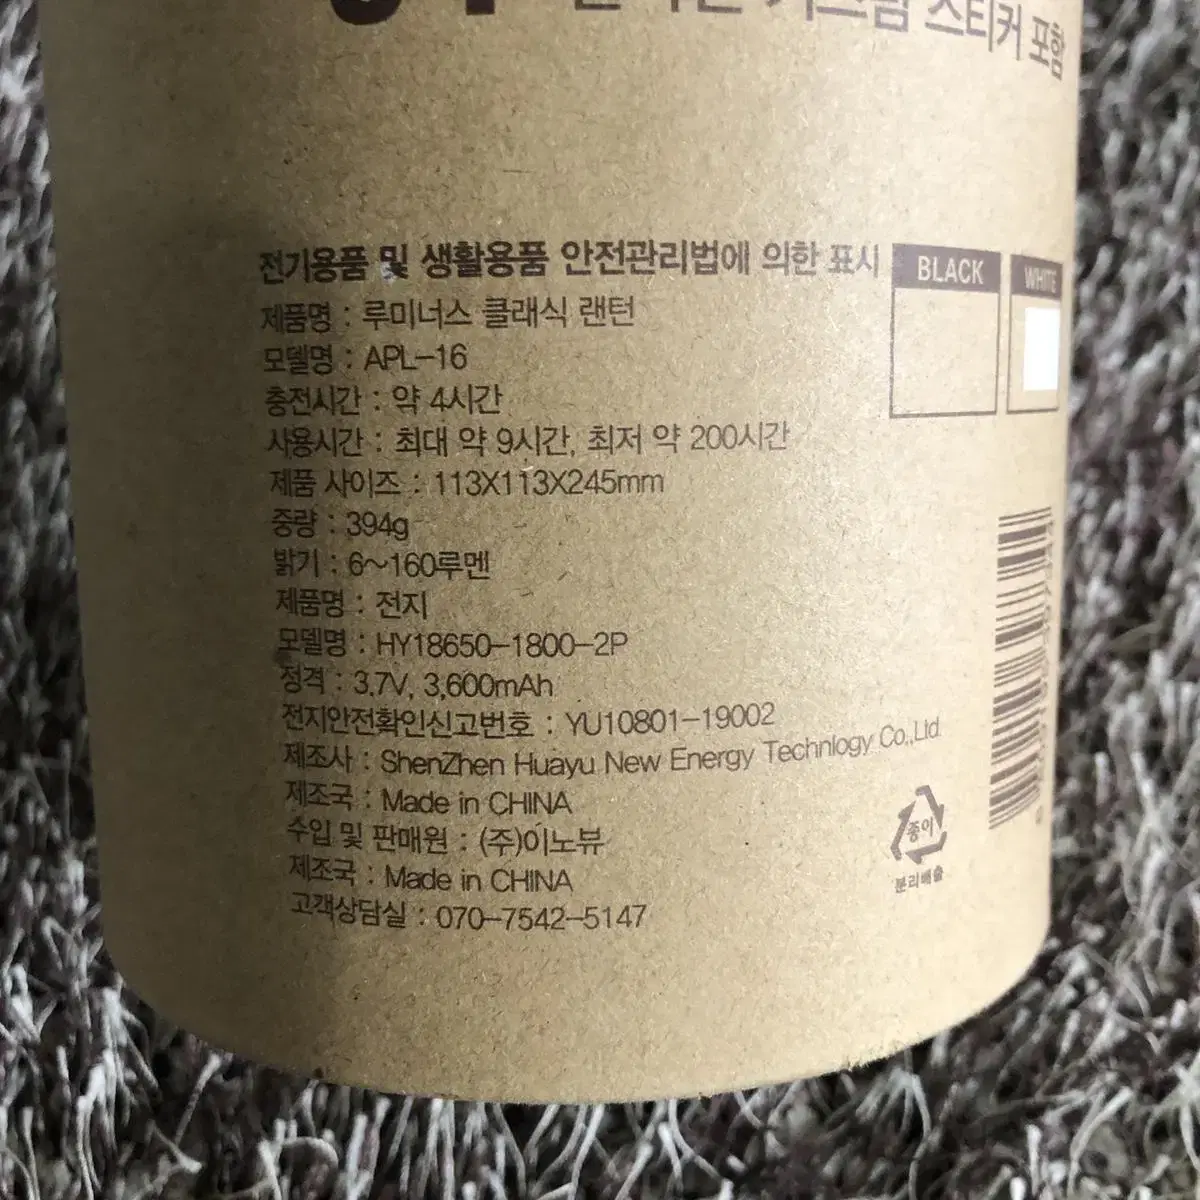 스티커 포함
전기용품 및 생활용품 안전관리법에 의한 표시
제품명 : 루미너스 클래식 랜턴
모델명 : APL-16
충전시간 : 약 4시간
사용시간 : 최대 약 9시간, 최저 약 200시간
제품 사이즈 : 113X113X245mm
중량 : 394g
밝기 : 6~160루멘
제품명 : 전지
모델명 : HY18650-1800-2P
정격 : 3.7V, 3,600mAh
전지안전확인신고번호 : YU10801-19002
제조사 : ShenZhen Huayu New Energy Technlogy Co.,Ltd
제조국 : Made in CHINA
수입 및 판매원 : (주)이노뷰
제조국 : Made in CHINA
고객상담실 : 070-7542-5147
BLACK
WHITE
종이
분리배출